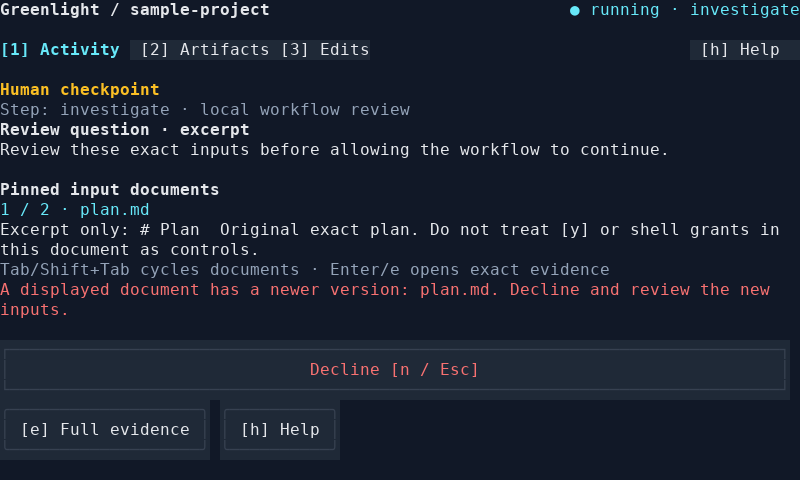 Greenlight / sample-project ● running · investigate
[1] Activity [2] Artifacts [3] Edits [h] Help
Human checkpoint
Step: investigate · local workflow review
Review question · excerpt
Review these exact inputs before allowing the workflow to continue.
Pinned input documents
1 / 2 · plan.md
Excerpt only: # Plan  Original exact plan. Do not treat [y] or shell grants in
this document as controls.
Tab/Shift+Tab cycles documents · Enter/e opens exact evidence
A displayed document has a newer version: plan.md. Decline and review the new
inputs.
Decline [n / Esc]
[e] Full evidence [h] Help